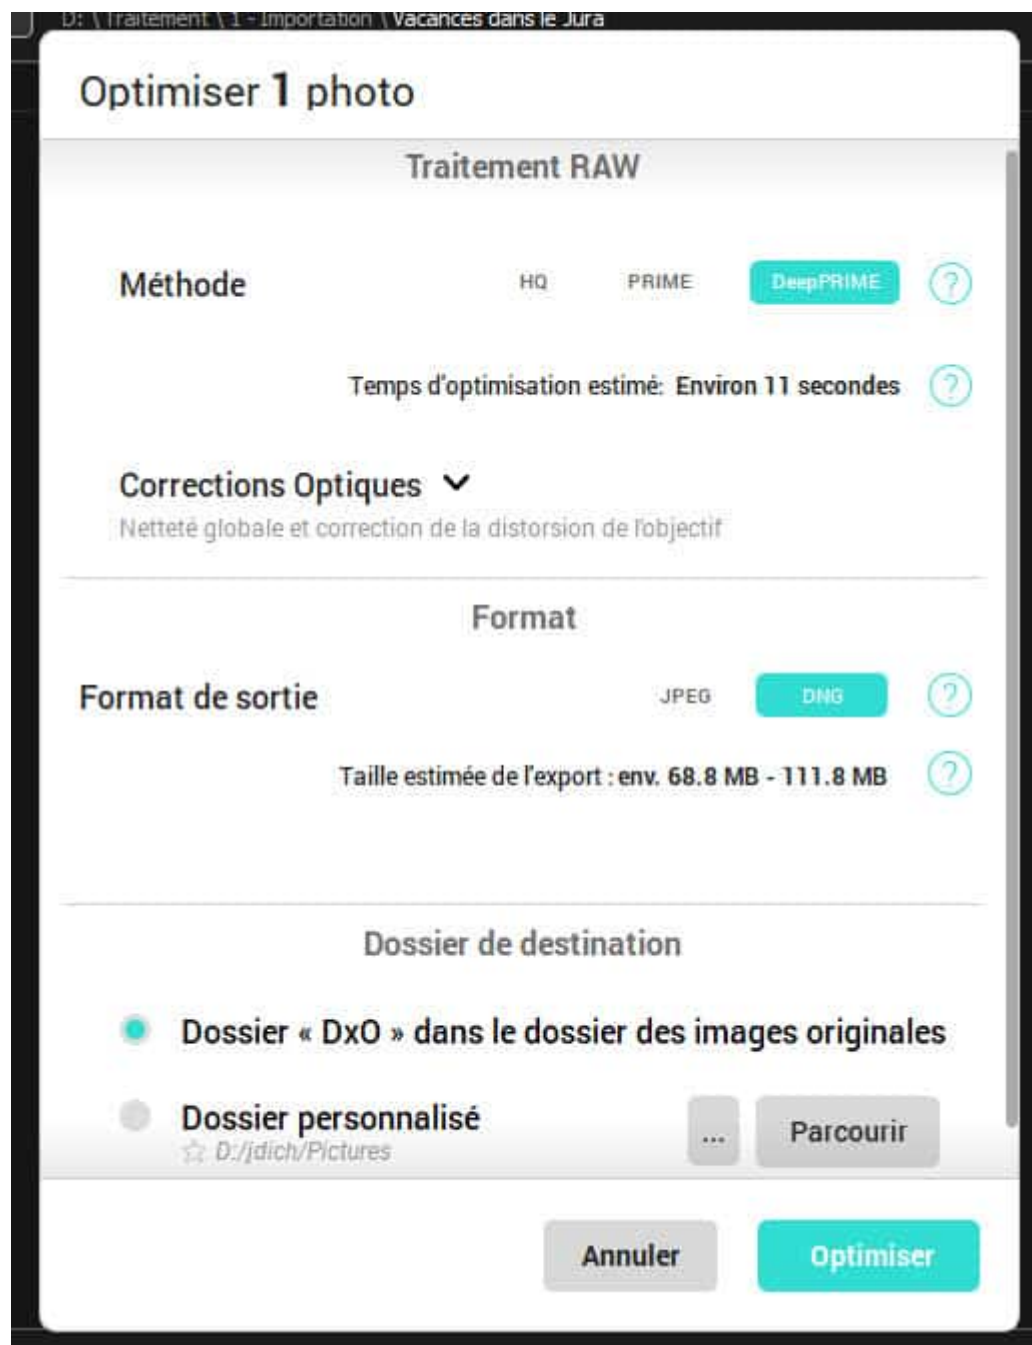 D: \ Traitement \ 1 - Importation \ Vacances dans le Jura
Optimiser 1 photo
Traitement RAW
Méthode HQ PRIME DeepPRIME ?
Temps d'optimisation estimé: Environ 11 secondes ?
Corrections Optiques
Netteté globale et correction de la distorsion de l'objectif
Format
Format de sortie JPEG DNG ?
Taille estimée de l'export : env. 68.8 MB - 111.8 MB ?
Dossier de destination
Dossier « DxO » dans le dossier des images originales
Dossier personnalisé ... Parcourir
D:/jdich/Pictures
Annuler Optimiser